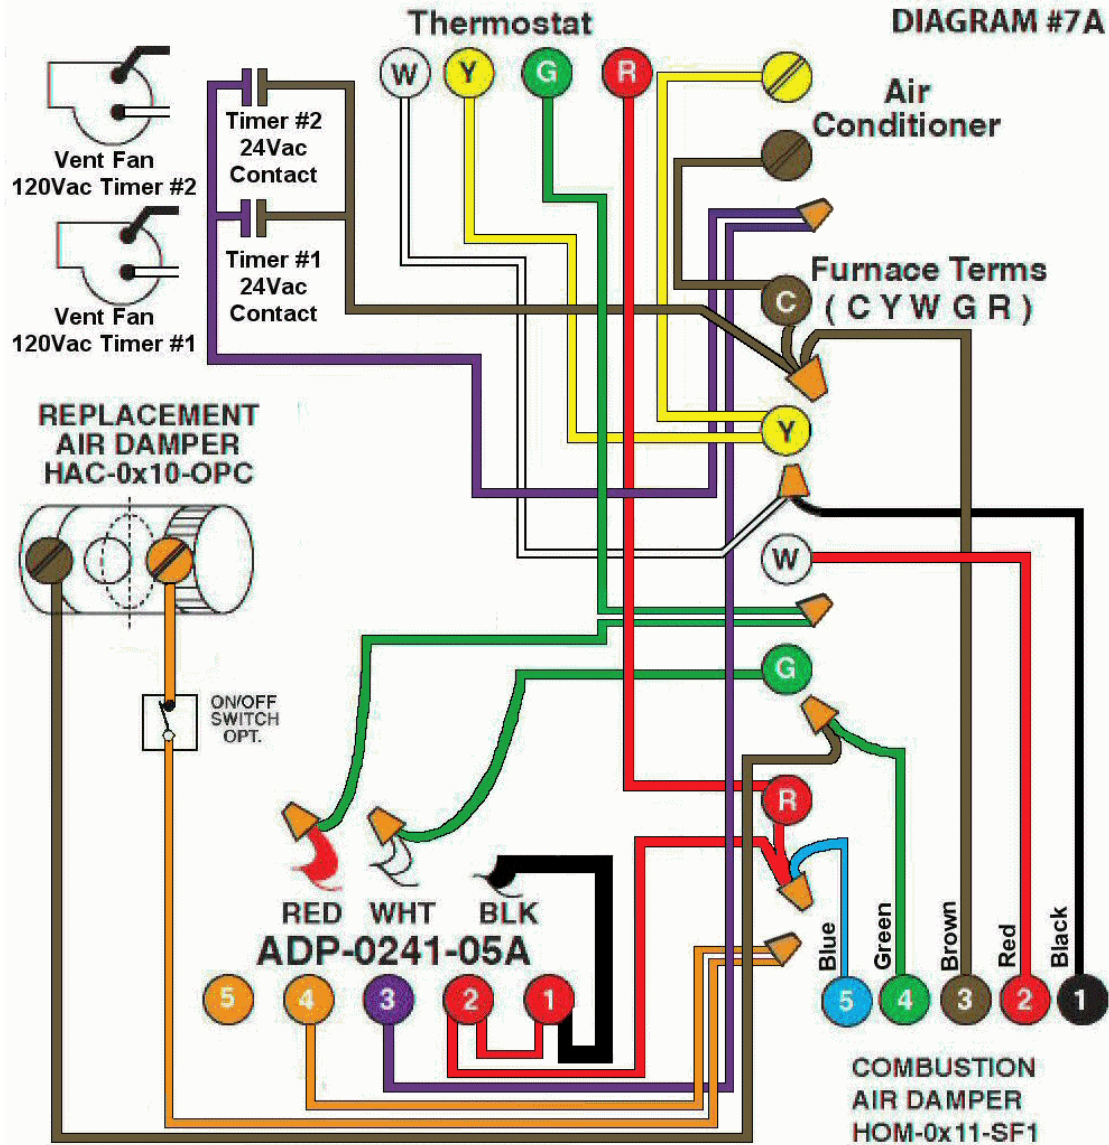 Thermostat
DIAGRAM #7A
W
Y
G
R
Air
Conditioner
Timer #2
24Vac
Contact
Vent Fan
120Vac Timer #2
Timer #1
24Vac
Contact
Vent Fan
120Vac Timer #1
Furnace Terms
( C Y W G R )
C
Y
W
G
R
REPLACEMENT
AIR DAMPER
HAC-0x10-OPC
ON/OFF
SWITCH
OPT.
RED
WHT
BLK
ADP-0241-05A
5
4
3
2
1
Blue
Green
Brown
Red
Black
5
4
3
2
1
COMBUSTION
AIR DAMPER
HOM-0x11-SF1